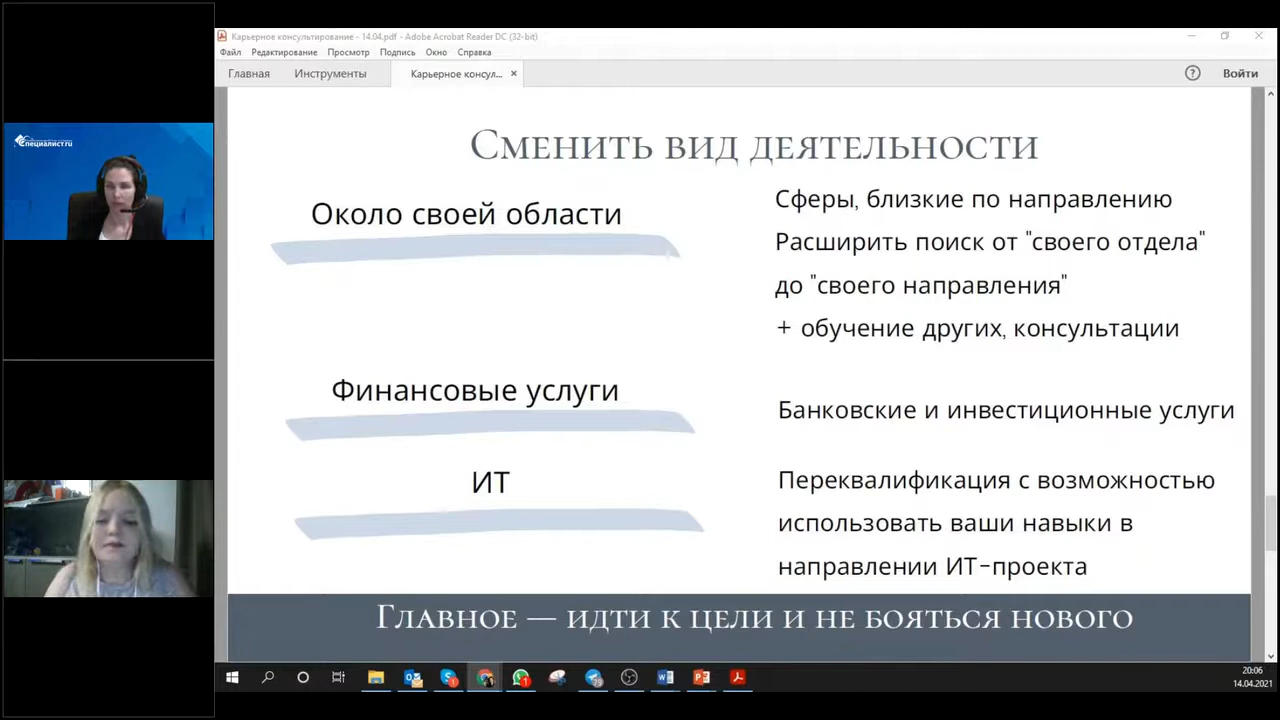 Карьерное консультирование - 14.04.pdf - Adobe Acrobat Reader DC (32-bit)
Файл Редактирование Просмотр Подпись Окно Справка
Главная Инструменты Карьерное консул... × Войти
Специалист.ru
Сменить вид деятельности
Около своей области
Сферы, близкие по направлению
Расширить поиск от "своего отдела"
до "своего направления"
+ обучение других, консультации
Финансовые услуги
Банковские и инвестиционные услуги
ИТ
Переквалификация с возможностью
использовать ваши навыки в
направлении ИТ-проекта
Главное — идти к цели и не бояться нового
20:06
14.04.2021